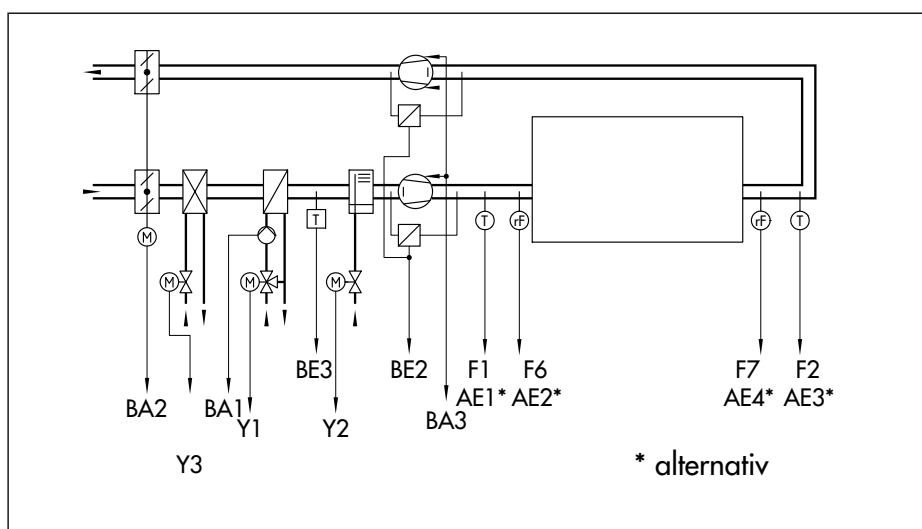 T
M
T
rF
rF
T
M
M
M
BE3
BE2
F1
F6
F7
F2
AE1*
AE2*
AE4*
AE3*
BA2
BA1
BA3
Y1
Y2
Y3
* alternativ